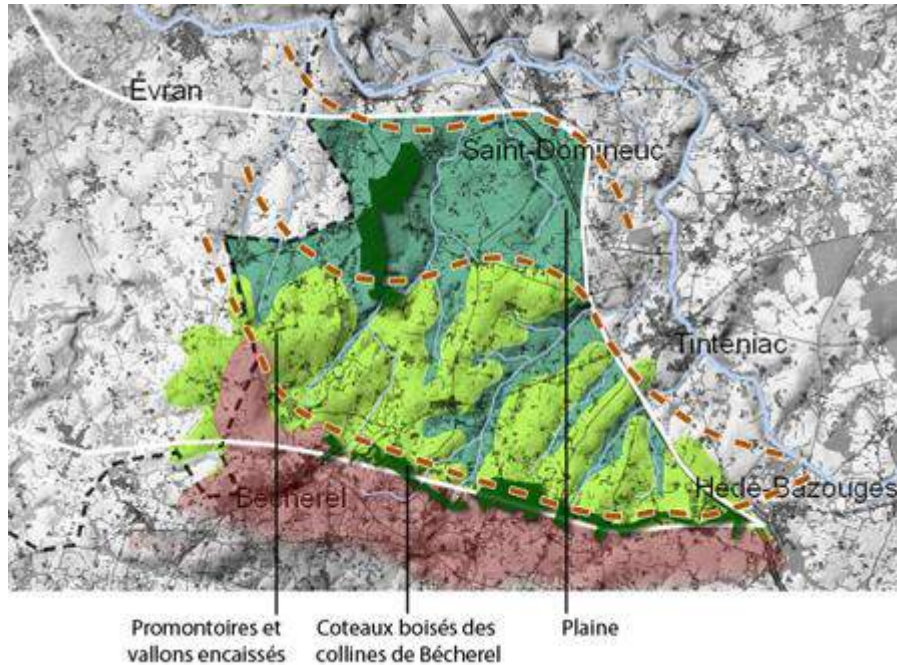 Évran
Saint-Domineuc
Tinténiac
Hédé-Bazouges
Bécherel
Promontoires et
vallons encaissés
Coteaux boisés des
collines de Bécherel
Plaine